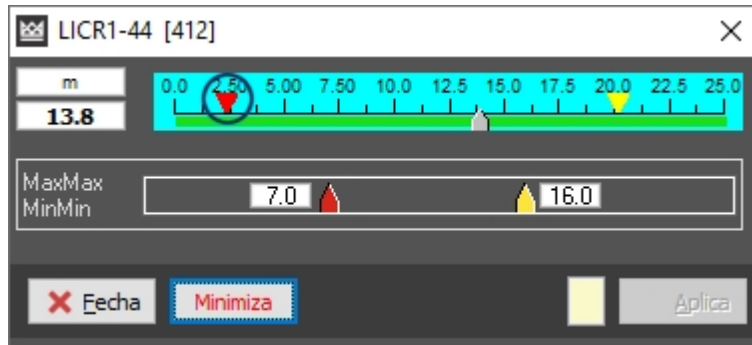 LICR1-44 [412]
m
13.8
0.0 2.50 5.00 7.50 10.0 12.5 15.0 17.5 20.0 22.5 25.0
MaxMax
MinMin
7.0
16.0
Fecha
Minimiza
Aplica